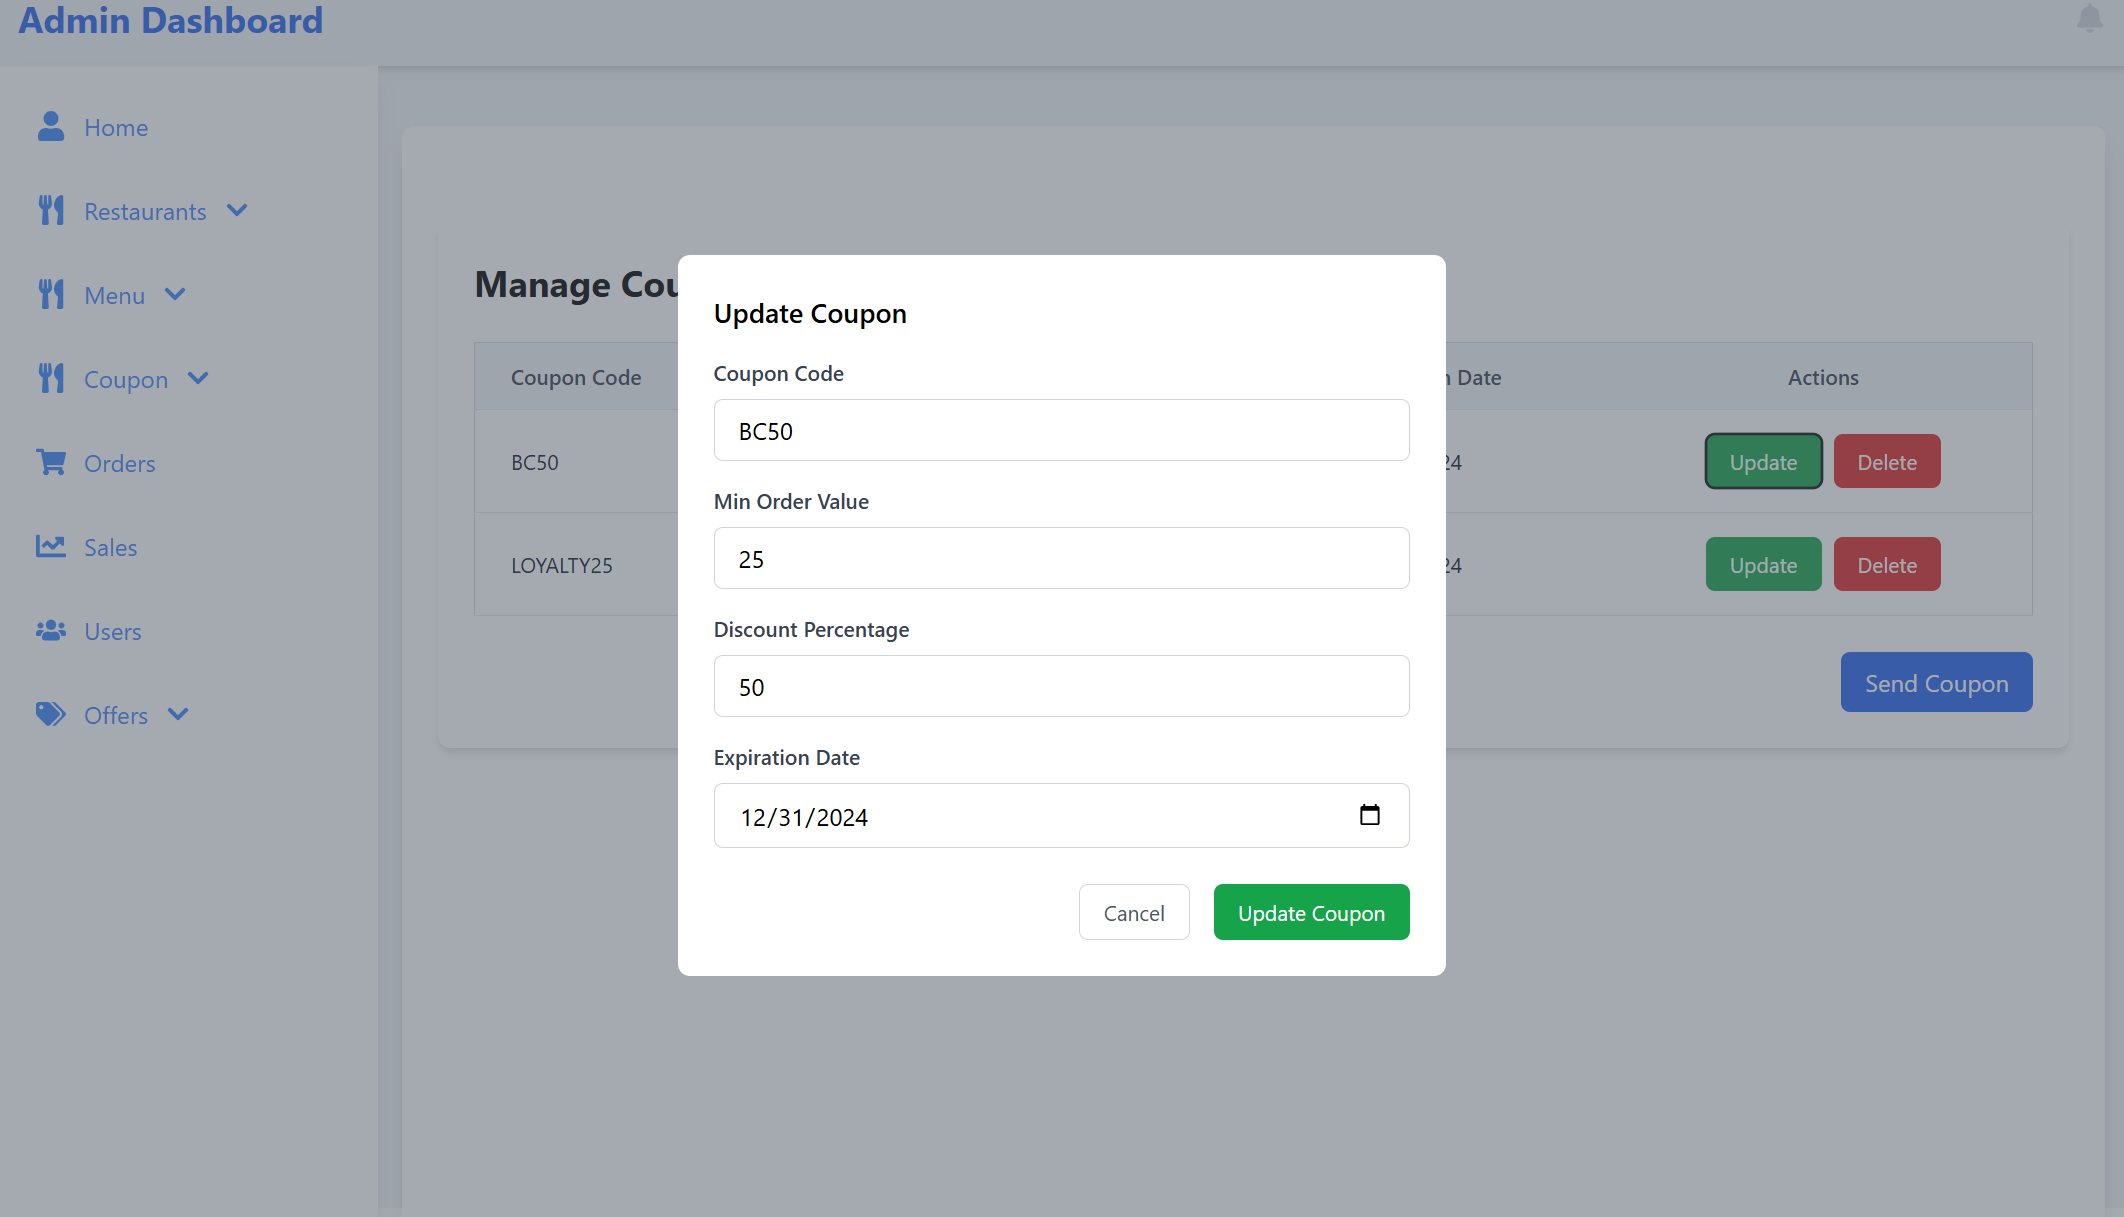 Admin Dashboard
Home
Restaurants
Menu
Coupon
Orders
Sales
Users
Offers
Manage Cou
Coupon Code
n Date
Actions
BC50
24
Update
Delete
LOYALTY25
24
Update
Delete
Send Coupon
Update Coupon
Coupon Code
BC50
Min Order Value
25
Discount Percentage
50
Expiration Date
12/31/2024
Cancel
Update Coupon